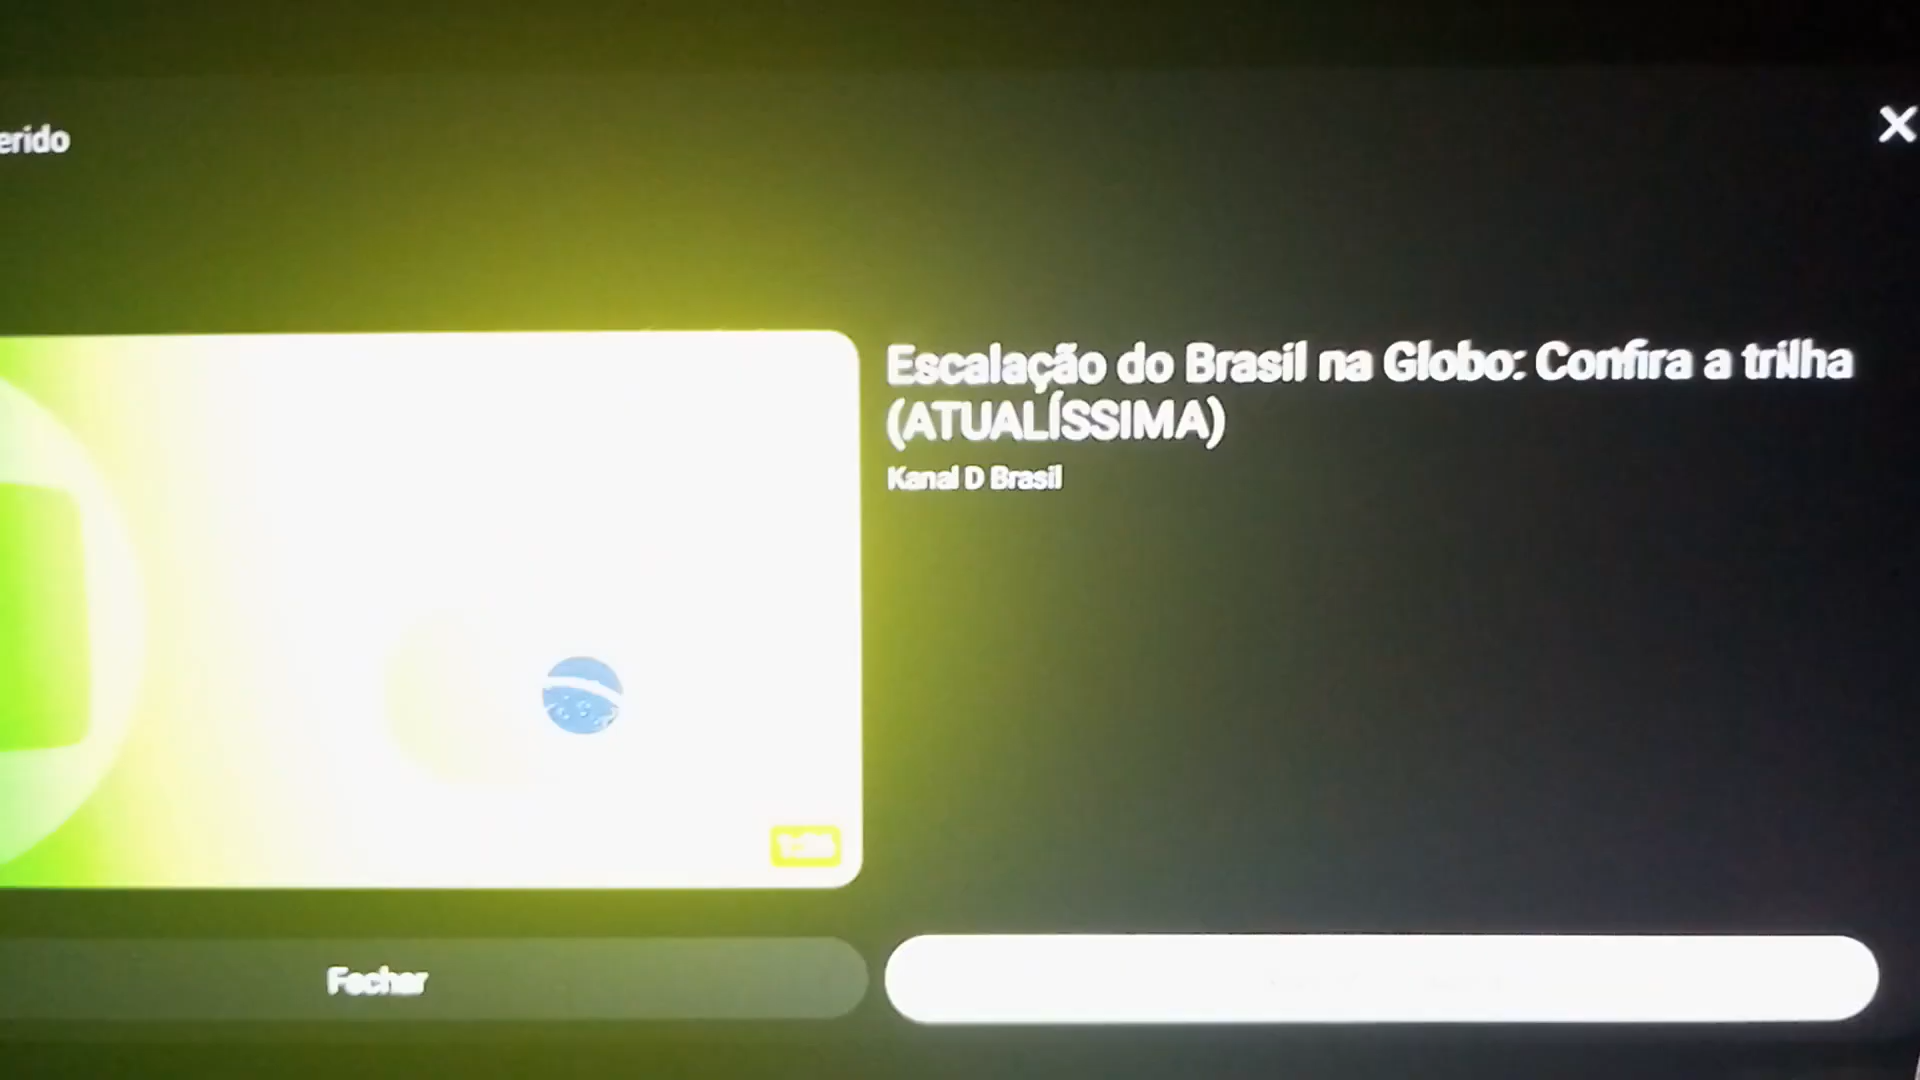 erido
Escalação do Brasil na Globo: Confira a trilha
(ATUALÍSSIMA)
Kanal D Brasil
Fechar